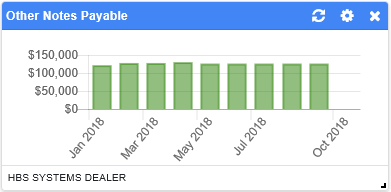 Other Notes Payable
$150,000
$100,000
$50,000
$0
Jan 2018
Mar 2018
May 2018
Jul 2018
Oct 2018
HBS SYSTEMS DEALER